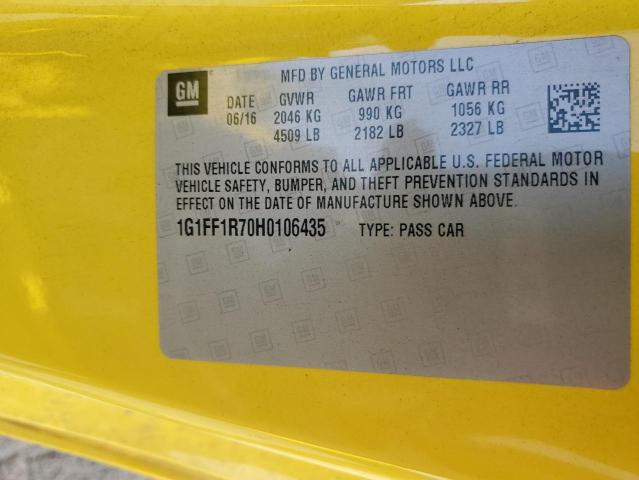 GM
MFD BY GENERAL MOTORS LLC
DATE GVWR GAWR FRT GAWR RR
06/16 2046 KG 990 KG 1056 KG
4509 LB 2182 LB 2327 LB
THIS VEHICLE CONFORMS TO ALL APPLICABLE U.S. FEDERAL MOTOR
VEHICLE SAFETY, BUMPER, AND THEFT PREVENTION STANDARDS IN
EFFECT ON THE DATE OF MANUFACTURE SHOWN ABOVE.
1G1FF1R70H0106435 TYPE: PASS CAR